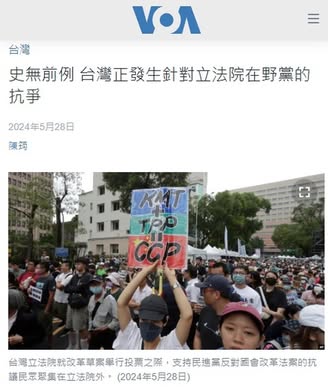 VOA
台灣
史無前例 台灣正發生針對立法院在野黨的
抗爭
2024年5月28日
陳筠
KMT
+
TPP
=
CCP
台灣立法院就改革草案舉行投票之際，支持民進黨反對國會改革法案的抗
議民眾聚集在立法院外。 (2024年5月28日)